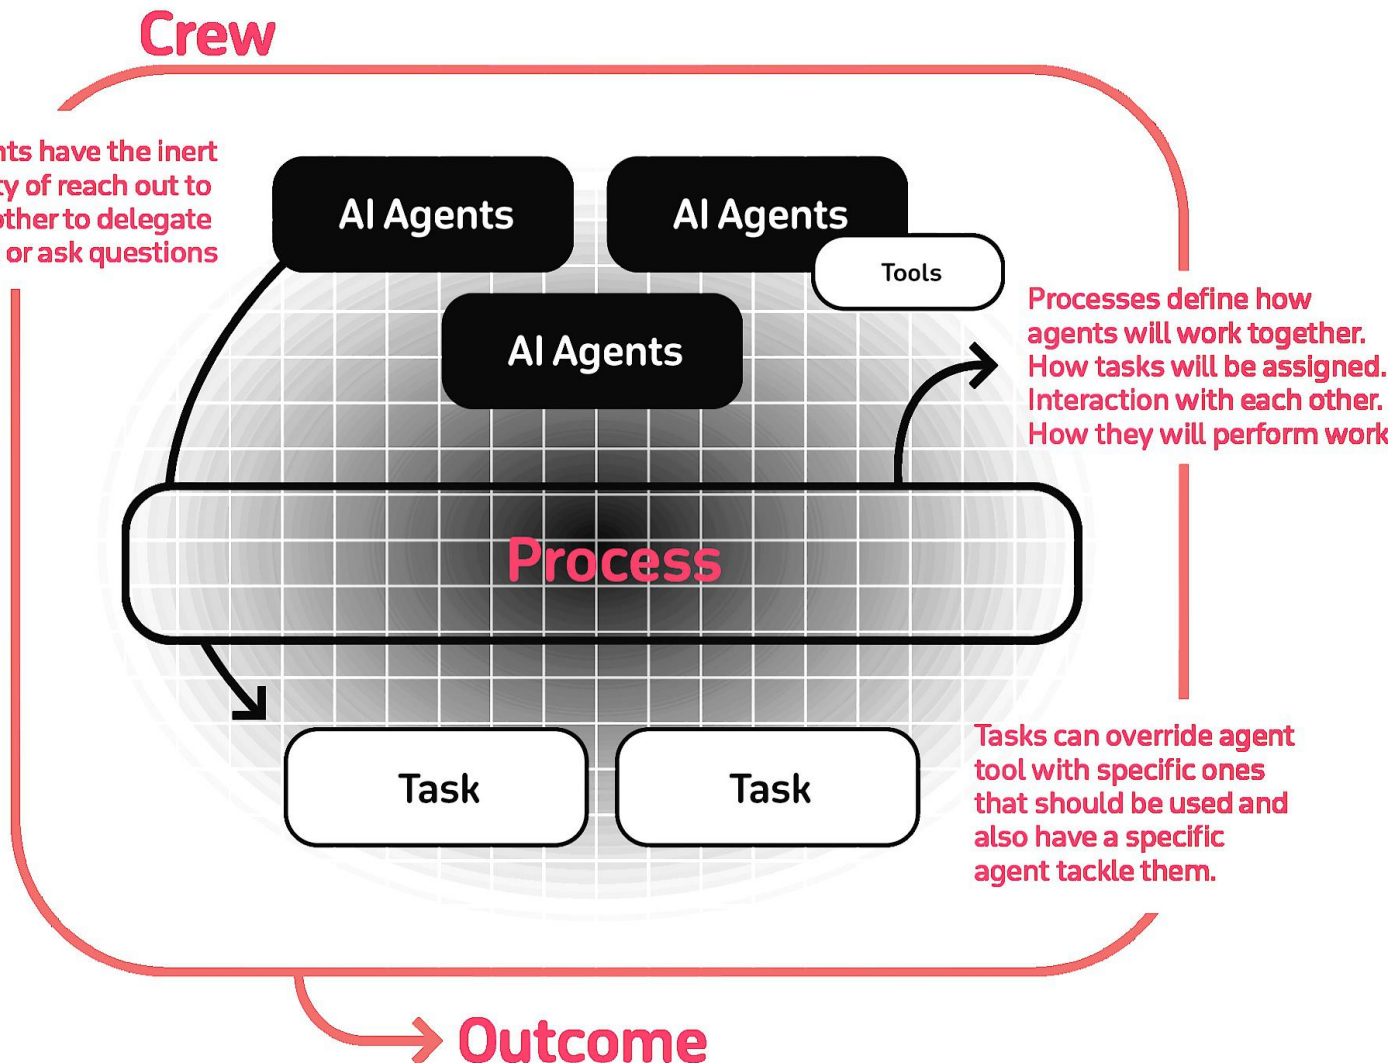 Crew
nts have the inert
ty of reach out to
other to delegate
or ask questions
AI Agents
AI Agents
Tools
AI Agents
Processes define how
agents will work together.
How tasks will be assigned.
Interaction with each other.
How they will perform work
Process
Task
Task
Tasks can override agent
tool with specific ones
that should be used and
also have a specific
agent tackle them.
Outcome